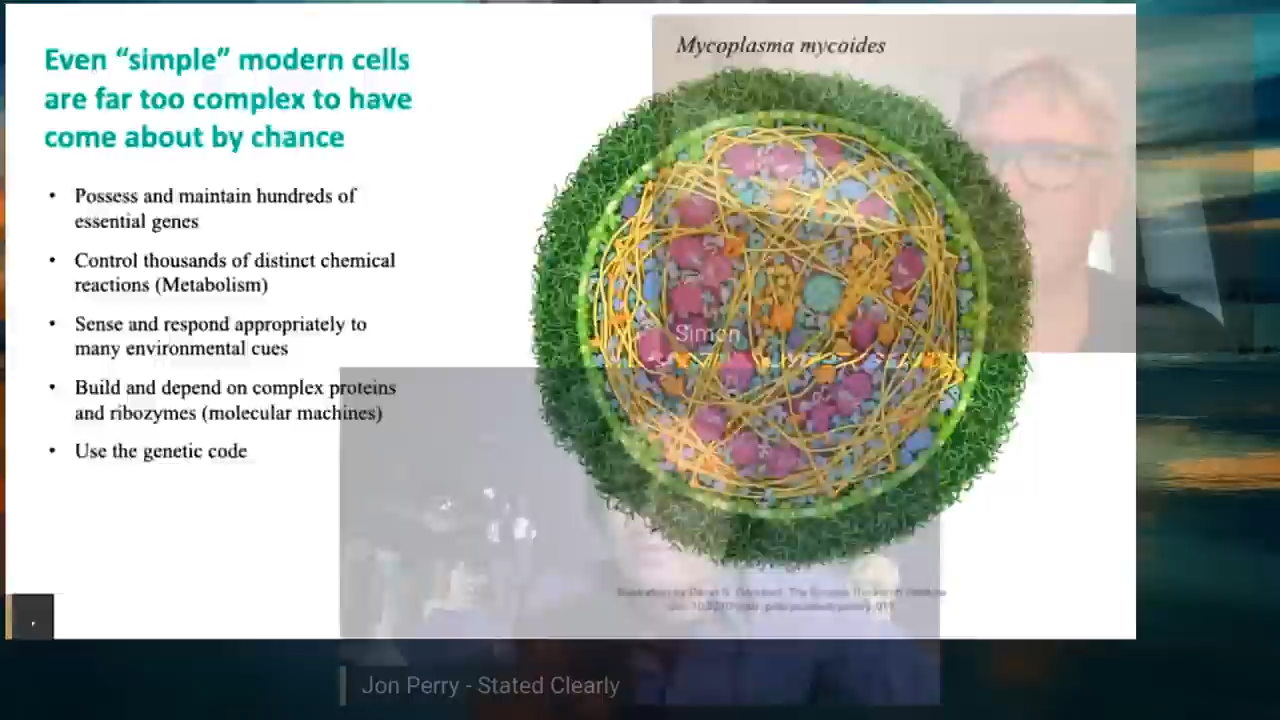 Even “simple” modern cells
are far too complex to have
come about by chance
• Possess and maintain hundreds of
essential genes
• Control thousands of distinct chemical
reactions (Metabolism)
• Sense and respond appropriately to
many environmental cues
• Build and depend on complex proteins
and ribozymes (molecular machines)
• Use the genetic code
Mycoplasma mycoides
Simon
Jon Perry - Stated Clearly